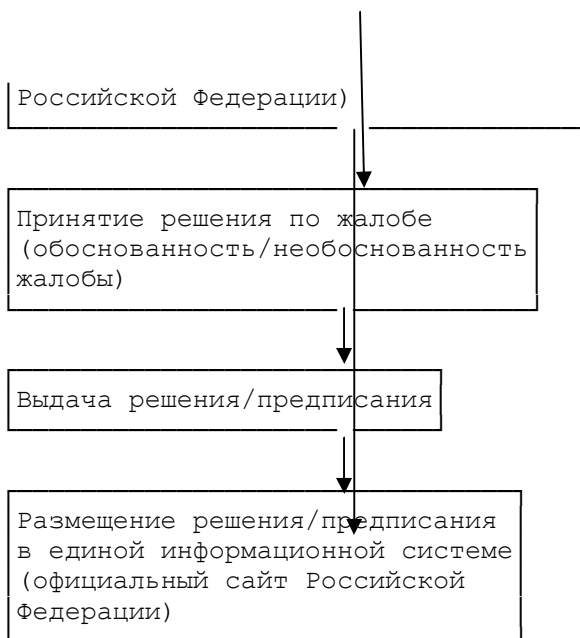 Российской Федерации)
Принятие решения по жалобе
(обоснованность/необоснованность
жалобы)
Выдача решения/предписания
Размещение решения/предписания
в единой информационной системе
(официальный сайт Российской
Федерации)